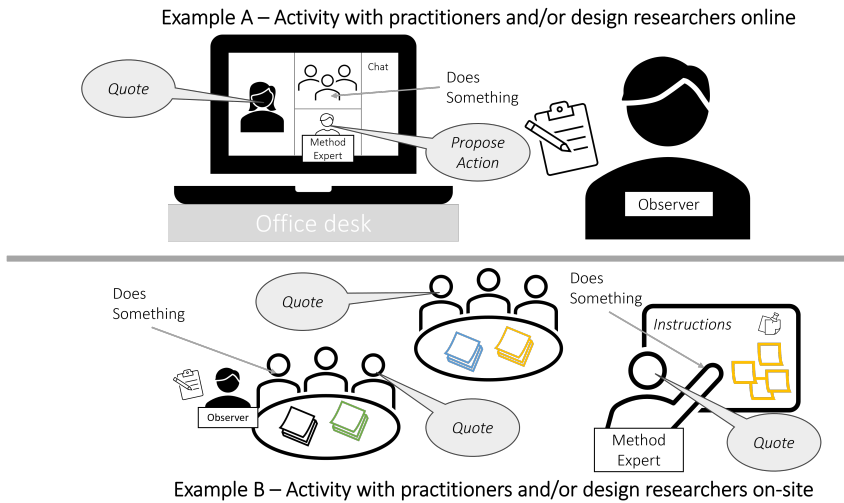 Example A – Activity with practitioners and/or design researchers online
Chat
Quote
Does
Something
Method
Expert
Propose
Action
Observer
Office desk
Does
Something
Quote
Does
Something
Instructions
Observer
Quote
Method
Expert
Quote
Example B – Activity with practitioners and/or design researchers on-site